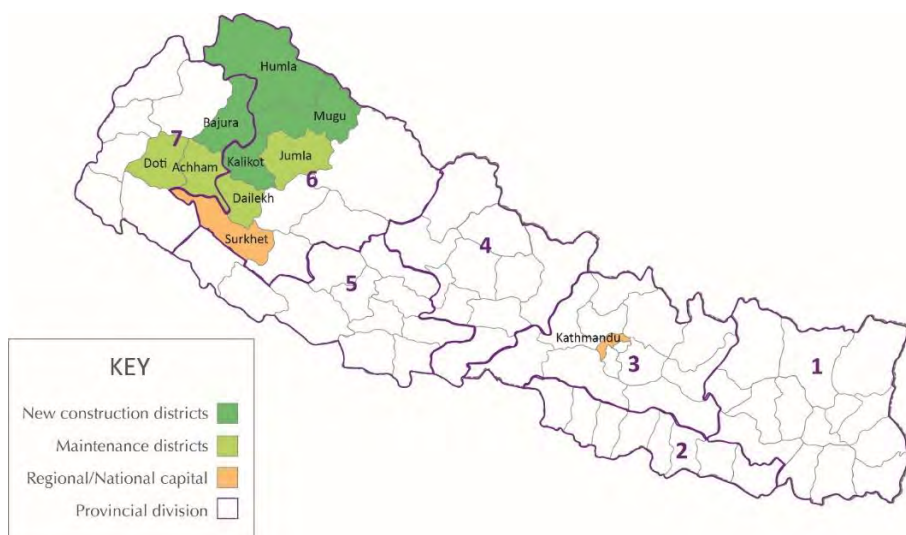 Humla
Mugu
Bajura
7
Doti
Achham
Kalikot
Jumla
6
Dailekh
Surkhet
4
5
Kathmandu
3
1
2
KEY
New construction districts
Maintenance districts
Regional/National capital
Provincial division